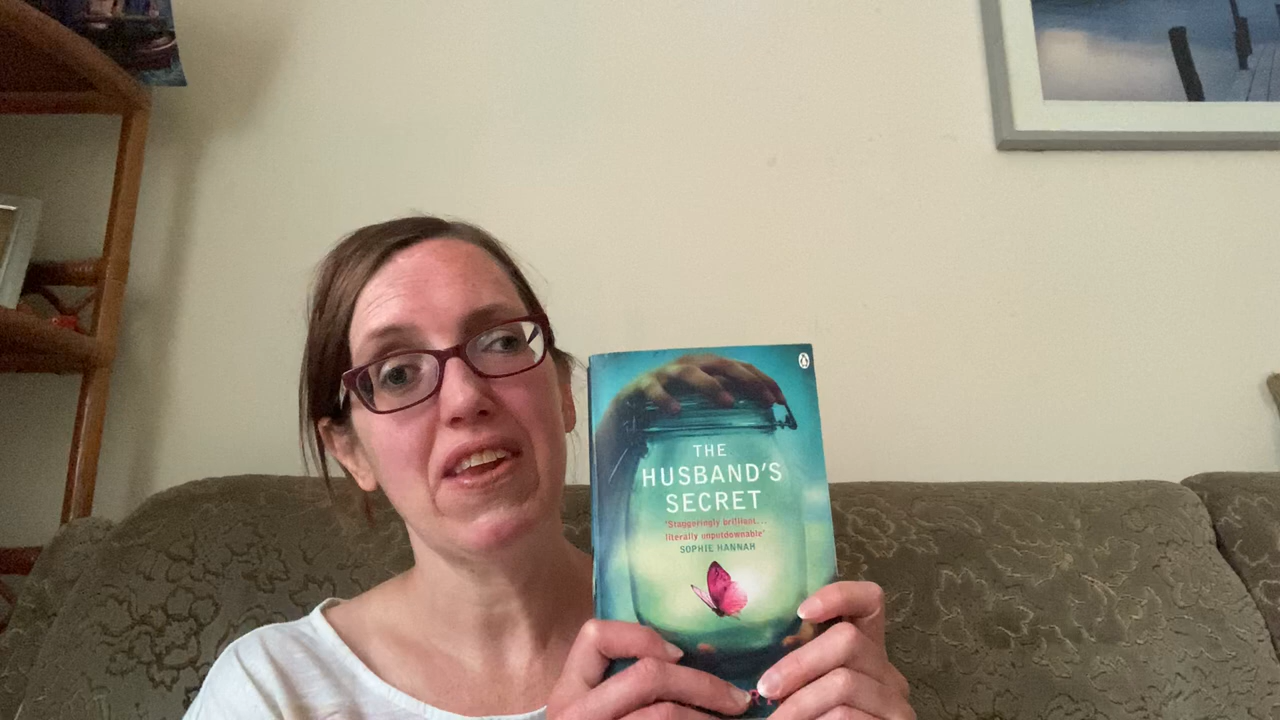 THE
HUSBAND'S
SECRET
'Staggeringly brilliant...
literally unputdownable'
SOPHIE HANNAH